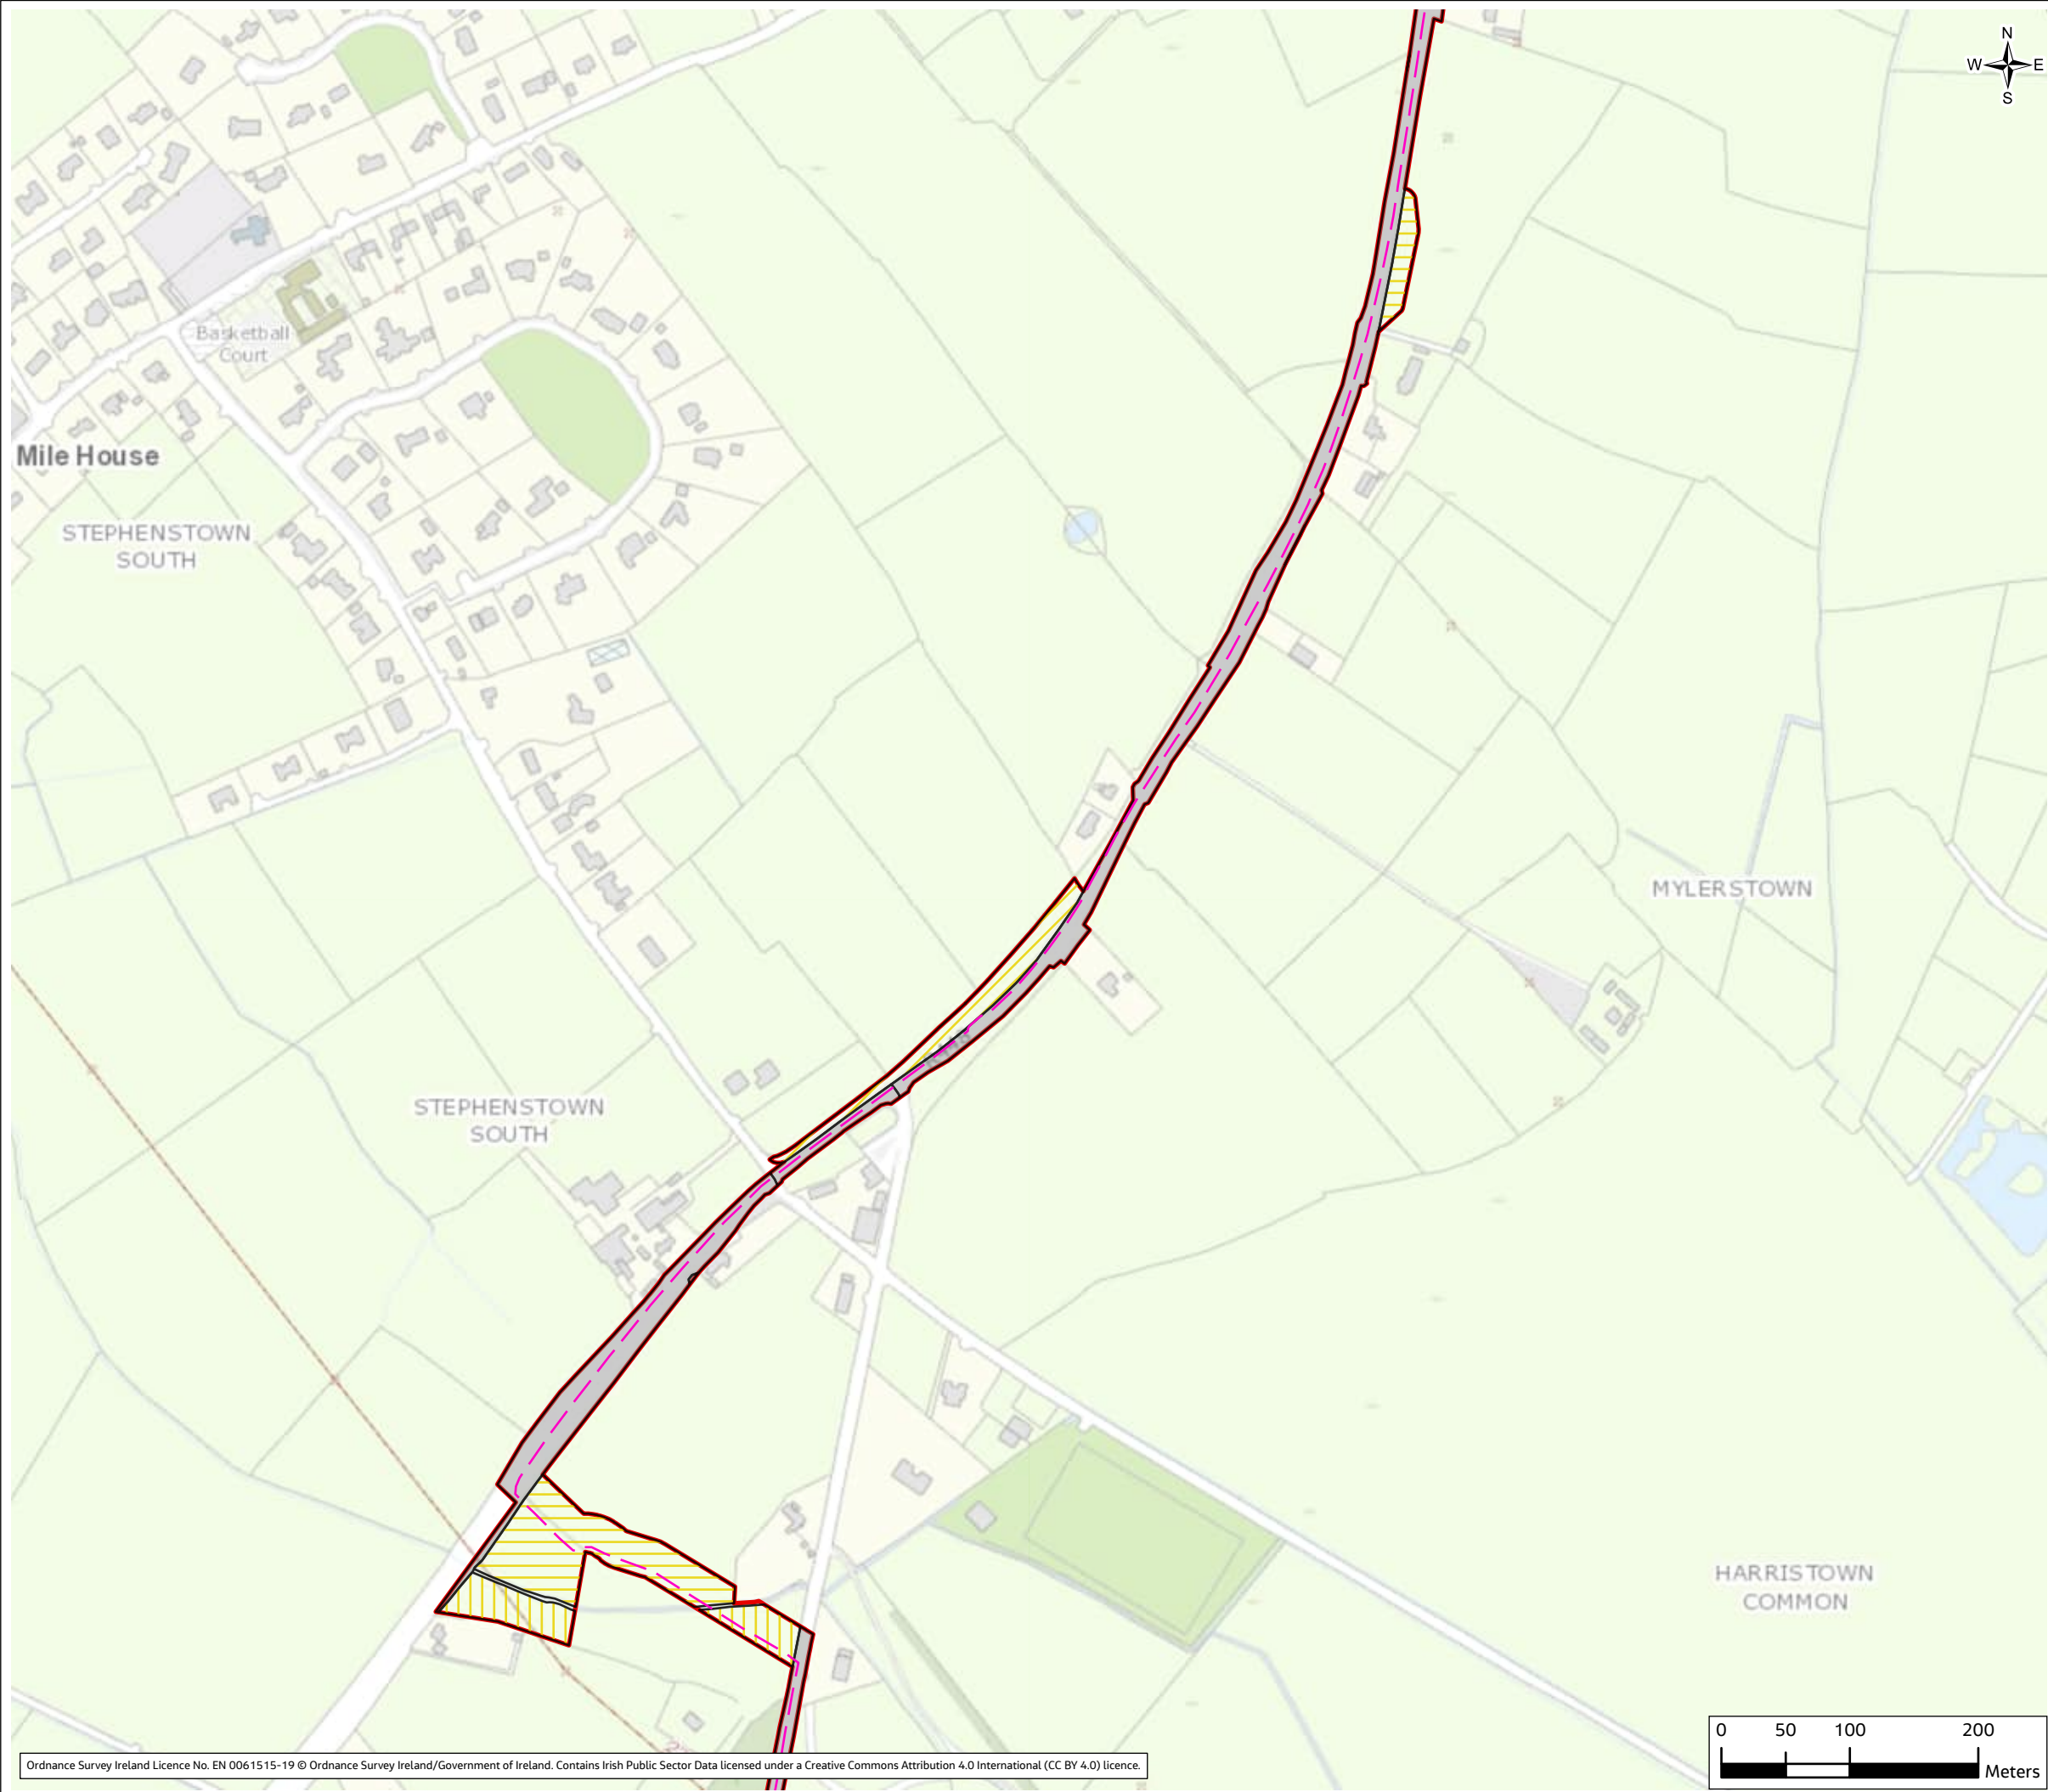 N
W E
S
Basketball
Court
Mile House
STEPHENSTOWN
SOUTH
MYLERSTOWN
STEPHENSTOWN
SOUTH
HARRISTOWN
COMMON
0 50 100 200
Meters
Ordnance Survey Ireland Licence No. EN 0061515-19 © Ordnance Survey Ireland/Government of Ireland. Contains Irish Public Sector Data licensed under a Creative Commons Attribution 4.0 International (CC BY 4.0) licence.